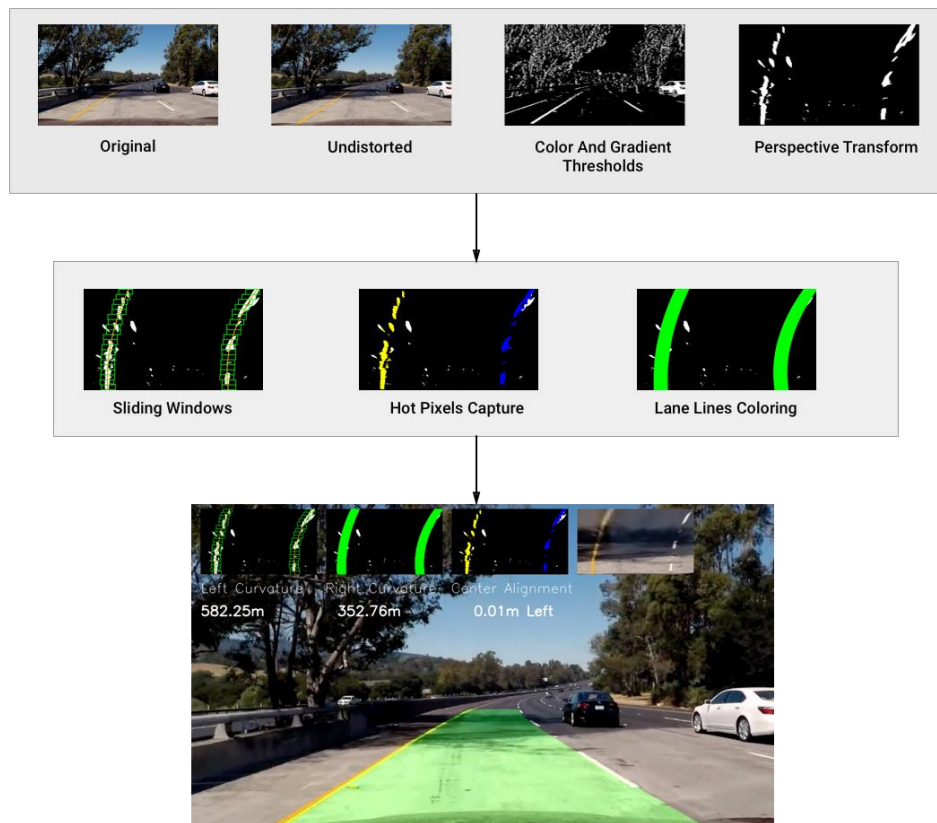 Original
Undistorted
Color And Gradient
Thresholds
Perspective Transform
Sliding Windows
Hot Pixels Capture
Lane Lines Coloring
Left Curvature
Right Curvature
Center Alignment
582.25m
352.76m
0.01m Left